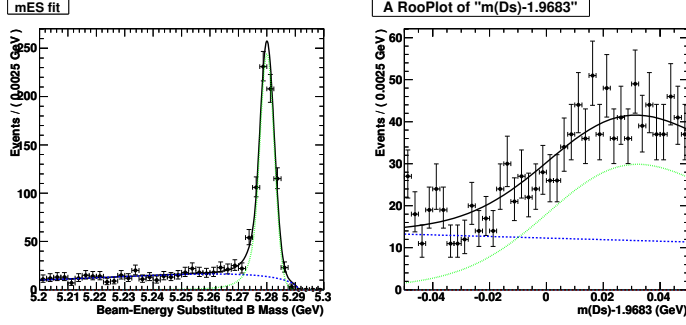 mES fit
Events / ( 0.0025 GeV )
250
200
150
100
50
0
5.2 5.21 5.22 5.23 5.24 5.25 5.26 5.27 5.28 5.29 5.3
Beam-Energy Substituted B Mass (GeV)
A RooPlot of "m(Ds)-1.9683"
Events / ( 0.0025 GeV )
60
50
40
30
20
10
0
-0.04 -0.02 0 0.02 0.04
m(Ds)-1.9683 (GeV)